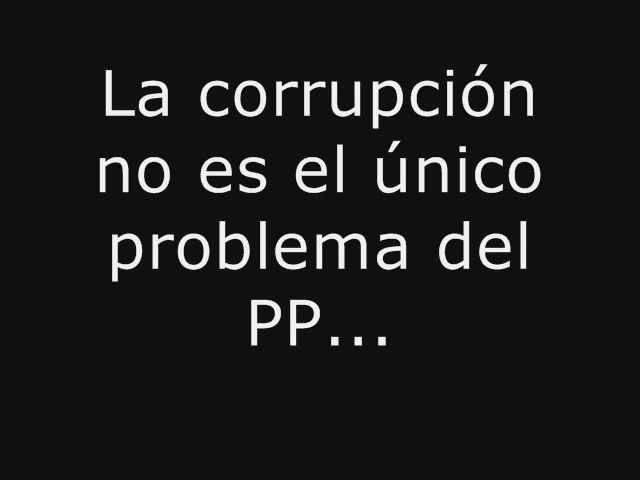 La corrupción
no es el único
problema del
PP...